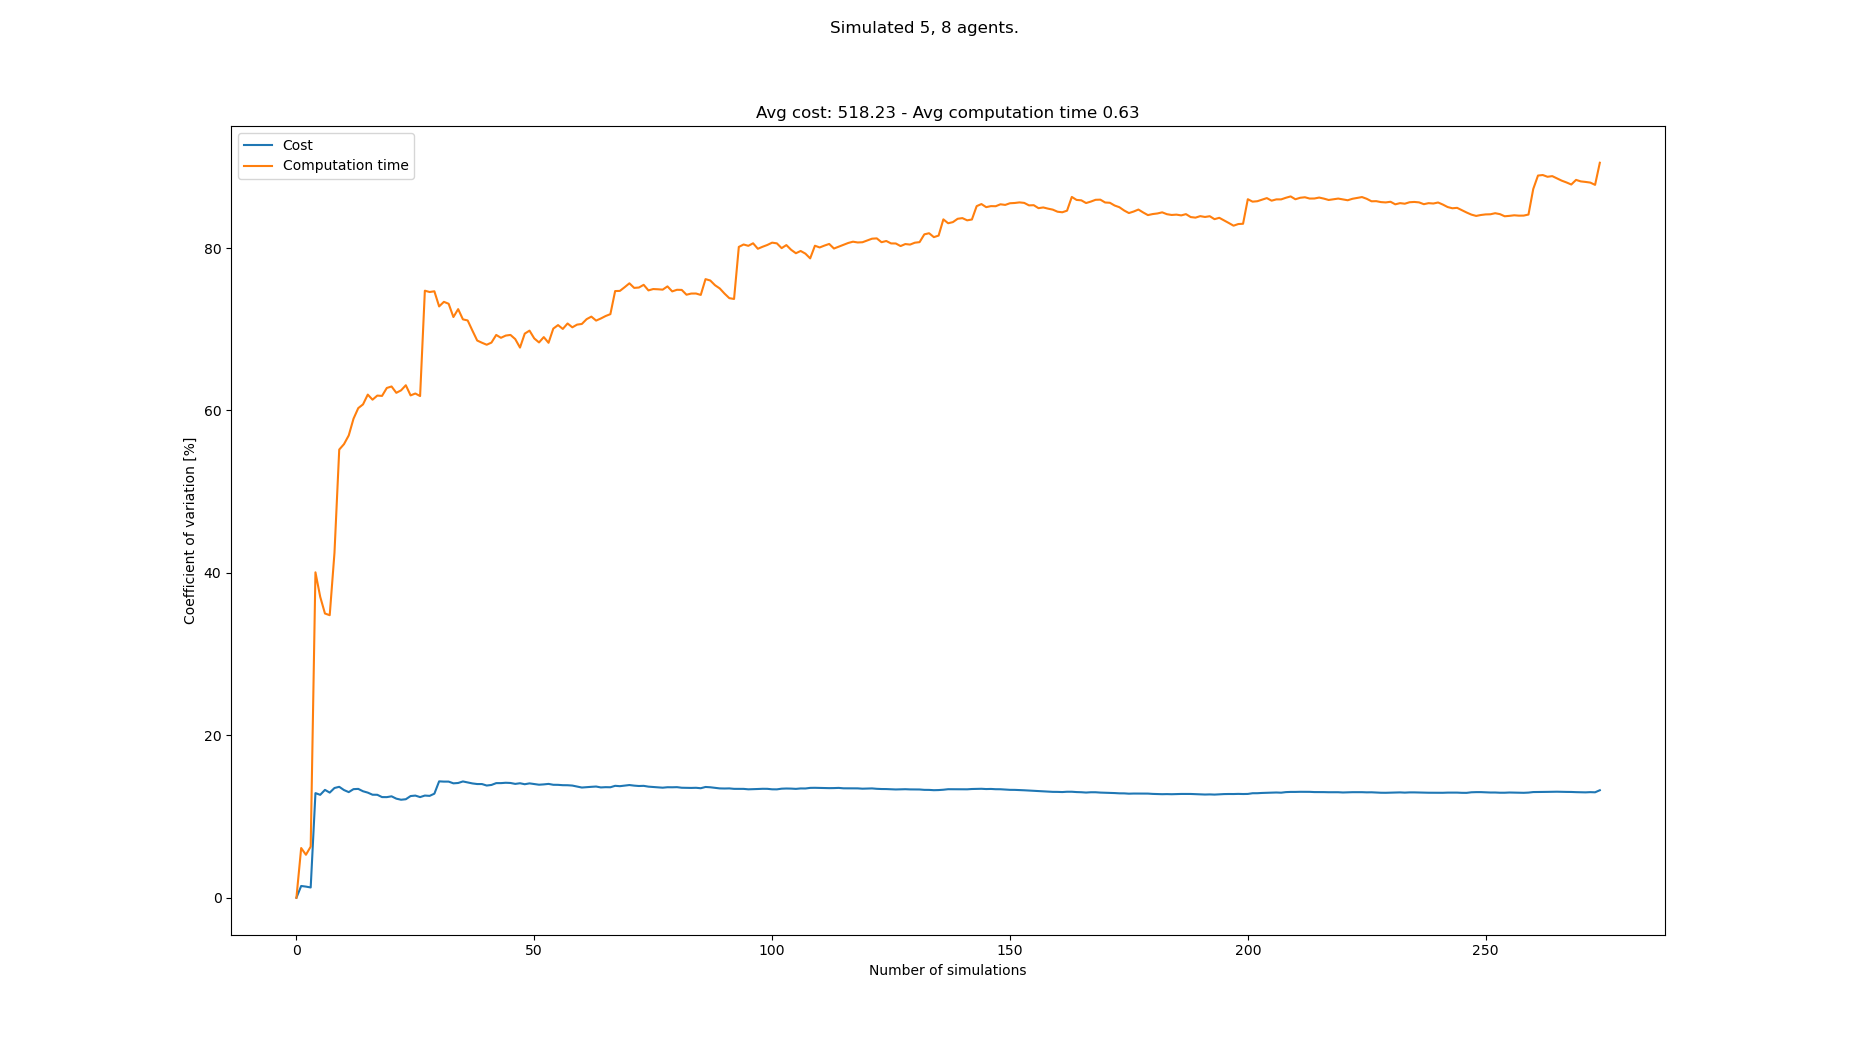 Simulated 5, 8 agents.
Avg cost: 518.23 - Avg computation time 0.63
Cost
Computation time
Coefficient of variation [%]
80
60
40
20
0
0 50 100 150 200 250
Number of simulations